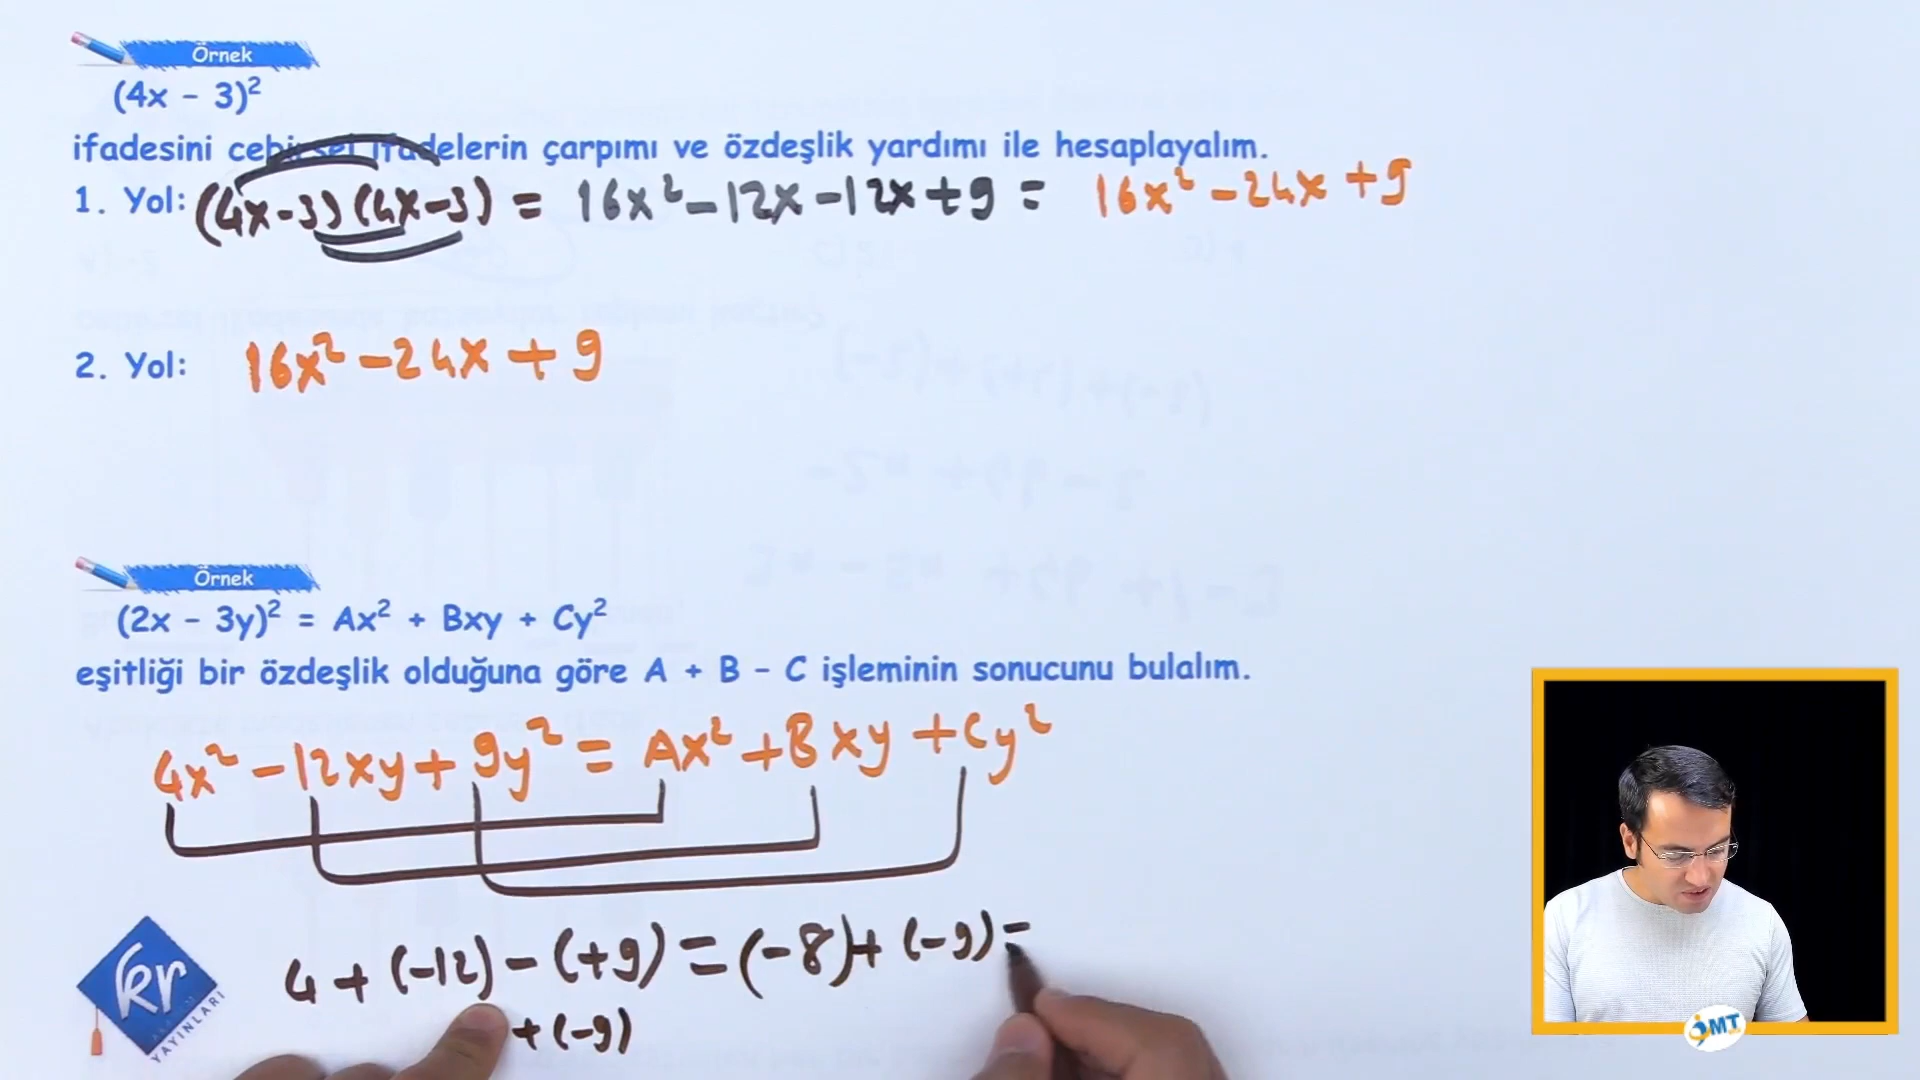 Örnek
(4x - 3)²
ifadesini cebirsel ifadelerin çarpımı ve özdeşlik yardımı ile hesaplayalım.
1. Yol: (4x-3)(4x-3) = 16x² -12x -12x +9 = 16x² -24x +9
2. Yol: 16x² -24x + 9
Örnek
(2x - 3y)² = Ax² + Bxy + Cy²
eşitliği bir özdeşlik olduğuna göre A + B - C işleminin sonucunu bulalım.
4x² -12xy + 9y² = Ax² +Bxy +Cy²
4 + (-12) - (+9) = (-8) + (-9) =
+ (-9)
kr
YAYINLARI
MT